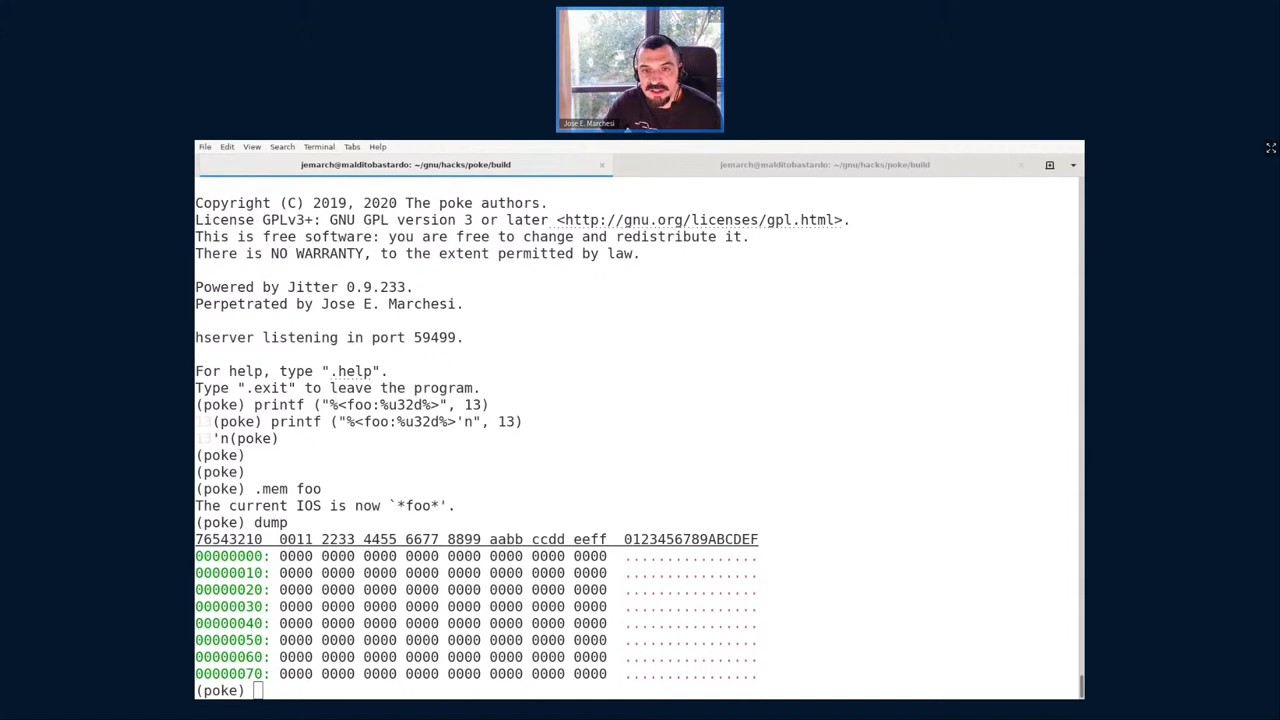 Jose E. Marchesi
File Edit View Search Terminal Tabs Help
jemarch@malditobastardo: ~/gnu/hacks/poke/build
jemarch@malditobastardo: ~/gnu/hacks/poke/build
Copyright (C) 2019, 2020 The poke authors.
License GPLv3+: GNU GPL version 3 or later <http://gnu.org/licenses/gpl.html>.
This is free software: you are free to change and redistribute it.
There is NO WARRANTY, to the extent permitted by law.
Powered by Jitter 0.9.233.
Perpetrated by Jose E. Marchesi.
hserver listening in port 59499.
For help, type ".help".
Type ".exit" to leave the program.
(poke) printf ("%<foo:%u32d%>", 13)
13(poke) printf ("%<foo:%u32d%>'n", 13)
13'n(poke)
(poke)
(poke)
(poke) .mem foo
The current IOS is now `*foo*'.
(poke) dump
76543210  0011 2233 4455 6677 8899 aabb ccdd eeff  0123456789ABCDEF
00000000: 0000 0000 0000 0000 0000 0000 0000 0000  ................
00000010: 0000 0000 0000 0000 0000 0000 0000 0000  ................
00000020: 0000 0000 0000 0000 0000 0000 0000 0000  ................
00000030: 0000 0000 0000 0000 0000 0000 0000 0000  ................
00000040: 0000 0000 0000 0000 0000 0000 0000 0000  ................
00000050: 0000 0000 0000 0000 0000 0000 0000 0000  ................
00000060: 0000 0000 0000 0000 0000 0000 0000 0000  ................
00000070: 0000 0000 0000 0000 0000 0000 0000 0000  ................
(poke)